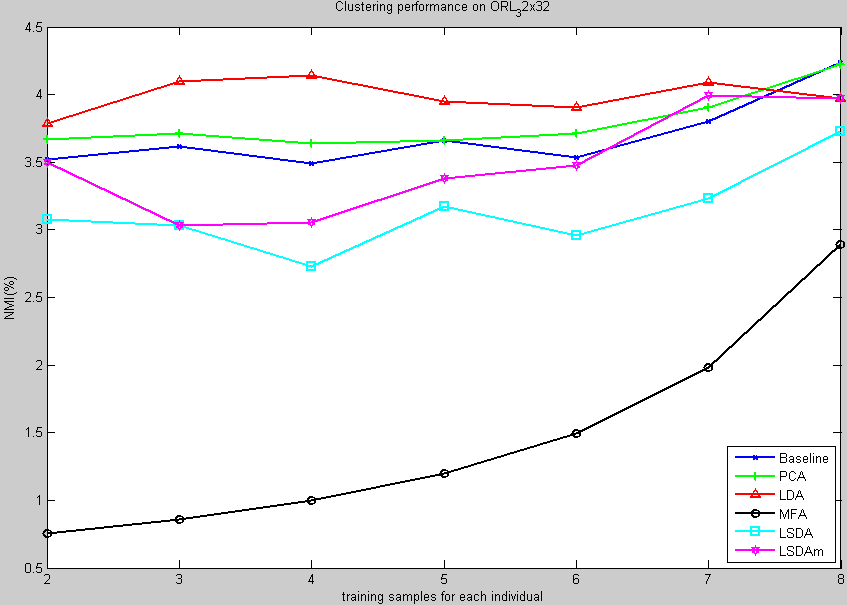 Clustering performance on ORL32x32
4.5
4
3.5
3
2.5
2
1.5
1
0.5
NMI(%)
2 3 4 5 6 7 8
training samples for each individual
Baseline
PCA
LDA
MFA
LSDA
LSDAm